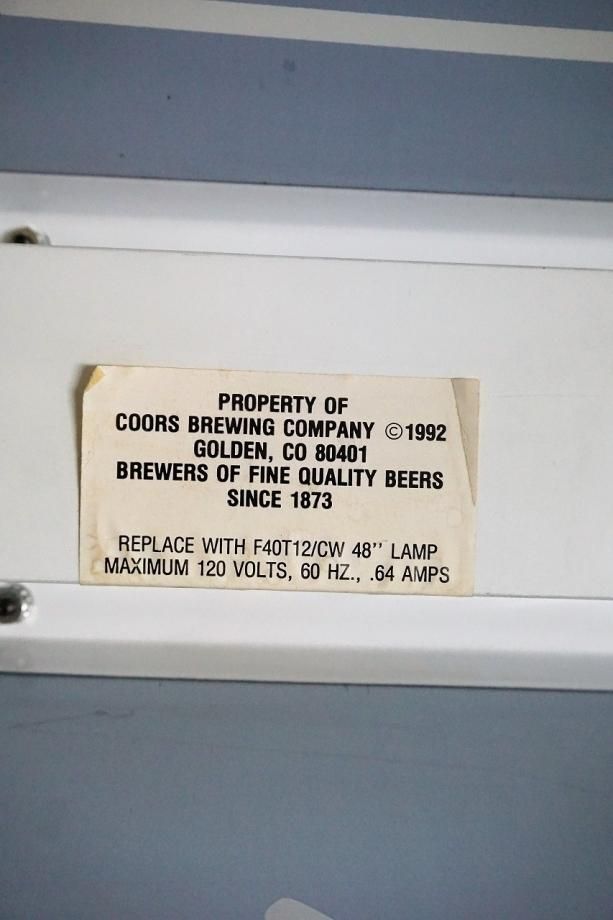 PROPERTY OF
COORS BREWING COMPANY ©1992
GOLDEN, CO 80401
BREWERS OF FINE QUALITY BEERS
SINCE 1873
REPLACE WITH F40T12/CW 48'' LAMP
MAXIMUM 120 VOLTS, 60 HZ., .64 AMPS